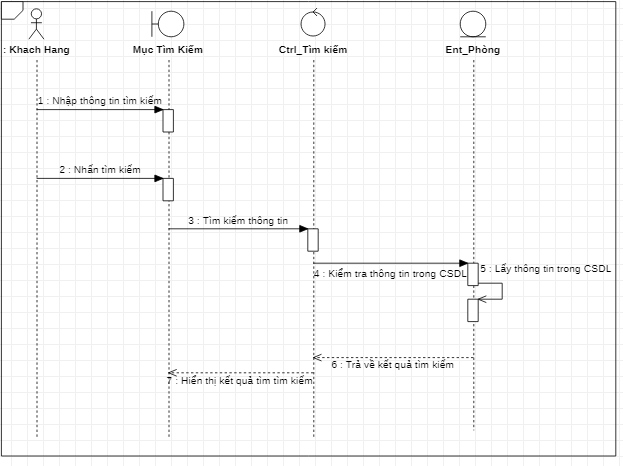 : Khach Hang
Mục Tìm Kiếm
Ctrl_Tìm kiếm
Ent_Phòng
1 : Nhập thông tin tìm kiếm
2 : Nhấn tìm kiếm
3 : Tìm kiếm thông tin
4 : Kiểm tra thông tin trong CSDL
5 : Lấy thông tin trong CSDL
6 : Trả về kết quả tìm kiếm
7 : Hiển thị kết quả tìm tìm kiếm